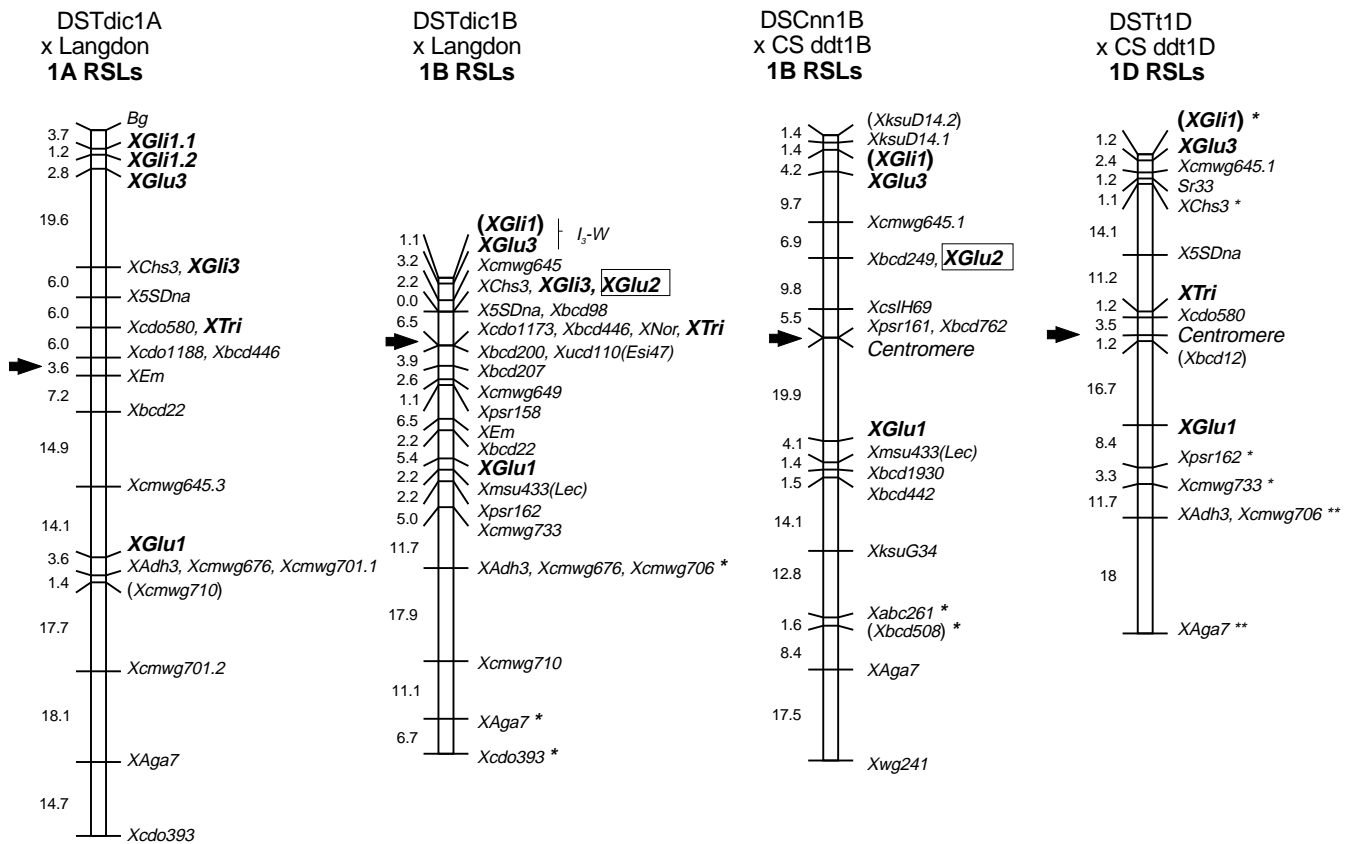 DSTdic1A
x Langdon
1A RSLs
3.7
1.2
2.8
19.6
6.0
6.0
6.0
3.6
7.2
14.9
14.1
3.6
1.4
17.7
18.1
14.7
Bg
XGli1.1
XGli1.2
XGlu3
XChs3, XGli3
X5SDna
Xcdo580, XTri
Xcdo1188, Xbcd446
XEm
Xbcd22
Xcmwg645.3
XGlu1
XAdh3, Xcmwg676, Xcmwg701.1
(Xcmwg710)
Xcmwg701.2
XAga7
Xcdo393
DSTdic1B
x Langdon
1B RSLs
1.1
3.2
2.2
0.0
6.5
3.9
2.6
1.1
6.5
2.2
5.4
2.2
2.2
5.0
11.7
17.9
11.1
6.7
(XGli1)
XGlu3
I3-W
Xcmwg645
XChs3, XGli3, XGlu2
X5SDna, Xbcd98
Xcdo1173, Xbcd446, XNor, XTri
Xbcd200, Xucd110(Esi47)
Xbcd207
Xcmwg649
Xpsr158
XEm
Xbcd22
XGlu1
Xmsu433(Lec)
Xpsr162
Xcmwg733
XAdh3, Xcmwg676, Xcmwg706 *
Xcmwg710
XAga7 *
Xcdo393 *
DSCnn1B
x CS ddt1B
1B RSLs
1.4
1.4
4.2
9.7
6.9
9.8
5.5
19.9
4.1
1.4
1.5
14.1
12.8
1.6
8.4
17.5
(XksuD14.2)
XksuD14.1
(XGli1)
XGlu3
Xcmwg645.1
Xbcd249, XGlu2
XcsIH69
Xpsr161, Xbcd762
Centromere
XGlu1
Xmsu433(Lec)
Xbcd1930
Xbcd442
XksuG34
Xabc261 *
(Xbcd508) *
XAga7
Xwg241
DSTt1D
x CS ddt1D
1D RSLs
1.2
2.4
1.2
1.1
14.1
11.2
1.2
3.5
1.2
16.7
8.4
3.3
11.7
18
(XGli1) *
XGlu3
Xcmwg645.1
Sr33
XChs3 *
X5SDna
XTri
Xcdo580
Centromere
(Xbcd12)
XGlu1
Xpsr162 *
Xcmwg733 *
XAdh3, Xcmwg706 **
XAga7 **